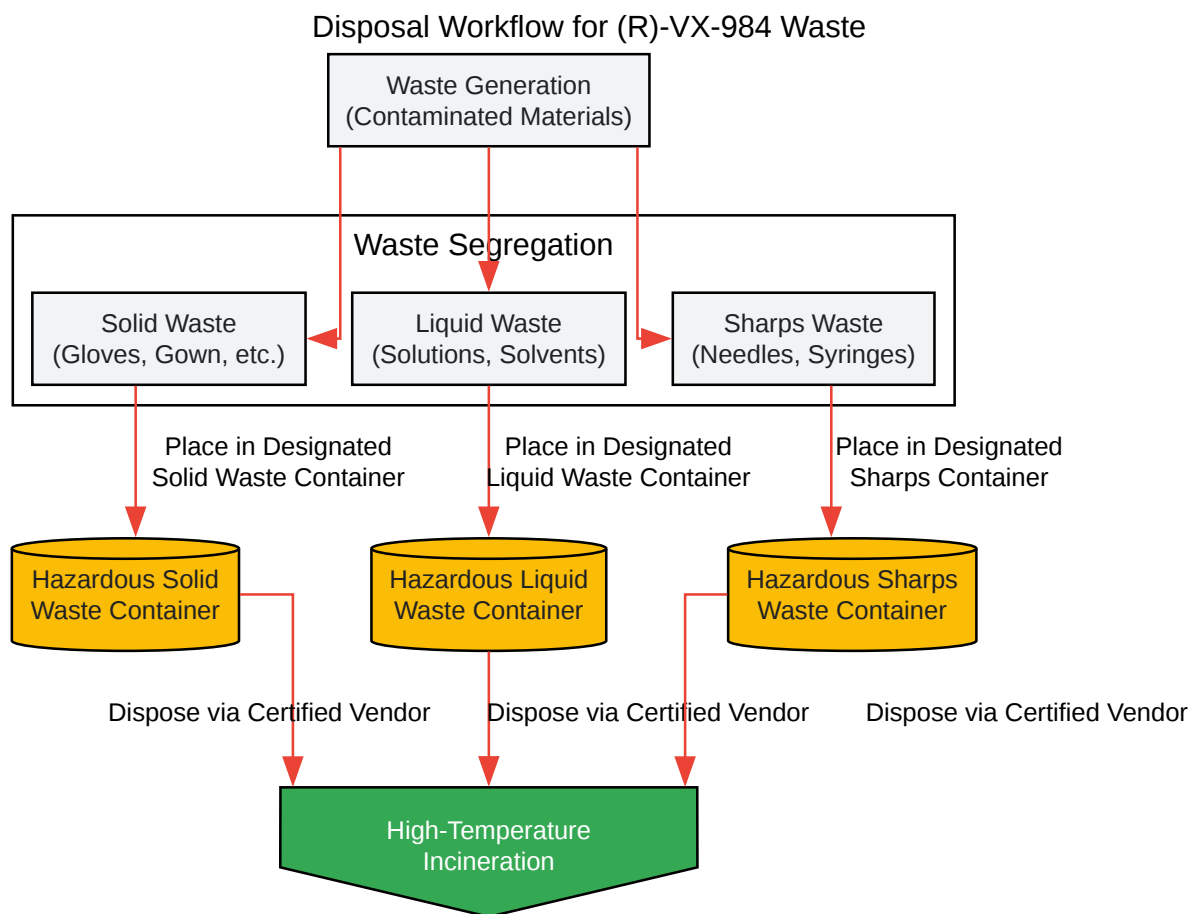 Disposal Workflow for (R)-VX-984 Waste
Waste Generation
(Contaminated Materials)
Waste Segregation
Solid Waste
(Gloves, Gown, etc.)
Liquid Waste
(Solutions, Solvents)
Sharps Waste
(Needles, Syringes)
Place in Designated
Solid Waste Container
Place in Designated
Liquid Waste Container
Place in Designated
Sharps Container
Hazardous Solid
Waste Container
Hazardous Liquid
Waste Container
Hazardous Sharps
Waste Container
Dispose via Certified Vendor
Dispose via Certified Vendor
Dispose via Certified Vendor
High-Temperature
Incineration